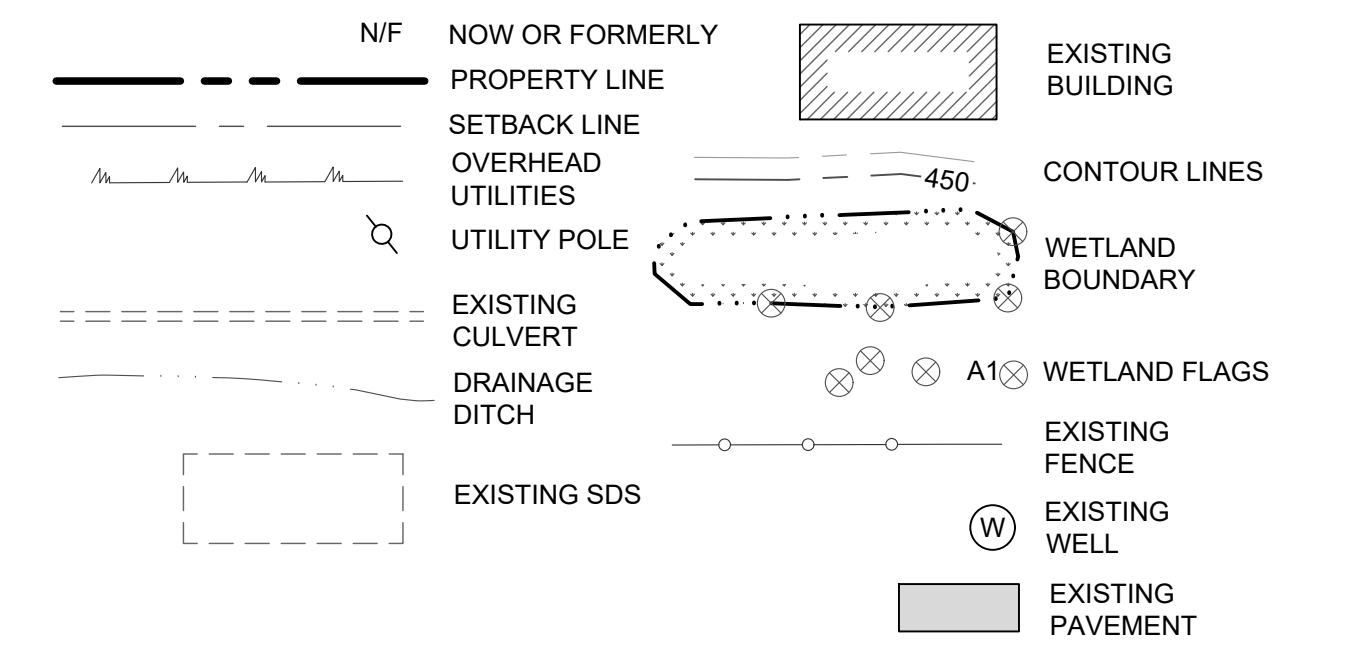 N/F NOW OR FORMERLY
PROPERTY LINE
SETBACK LINE
OVERHEAD
UTILITIES
UTILITY POLE
EXISTING
CULVERT
DRAINAGE
DITCH
EXISTING SDS
EXISTING
BUILDING
450
CONTOUR LINES
WETLAND
BOUNDARY
A1 WETLAND FLAGS
EXISTING
FENCE
W
EXISTING
WELL
EXISTING
PAVEMENT